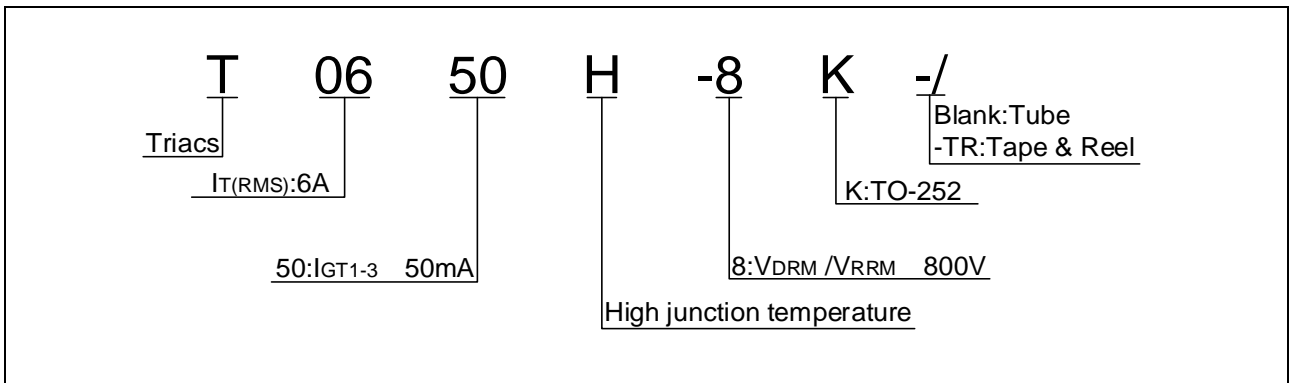 T 06 50 H -8 K -/
Blank:Tube
Triacs
-TR:Tape & Reel
IT(RMS):6A
K:TO-252
50:IGT1-3 50mA
8:VDRM /VRRM 800V
High junction temperature